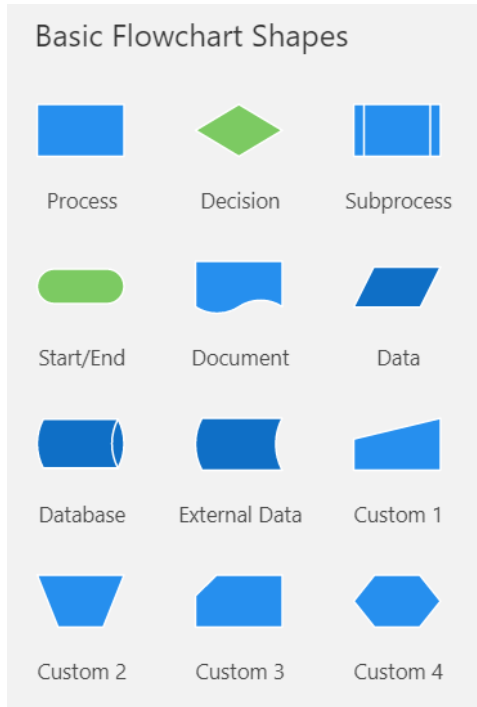 Basic Flowchart Shapes
Process Decision Subprocess
Start/End Document Data
Database External Data Custom 1
Custom 2 Custom 3 Custom 4